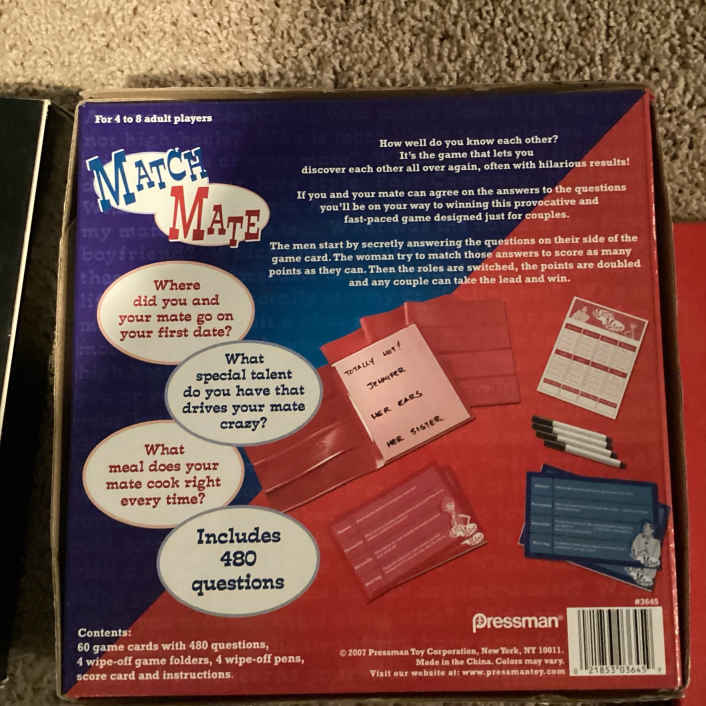 For 4 to 8 adult players
MATCH
MATE
How well do you know each other?
It's the game that lets you
discover each other all over again, often with hilarious results!
If you and your mate can agree on the answers to the questions
you'll be on your way to winning this provocative and
fast-paced game designed just for couples.
The men start by secretly answering the questions on their side of the
game card. The woman try to match those answers to score as many
points as they can. Then the roles are switched, the points are doubled
and any couple can take the lead and win.
Where
did you and
your mate go on
your first date?
What
special talent
do you have that
drives your mate
crazy?
What
meal does your
mate cook right
every time?
Includes
480
questions
TOTALLY HOT!
JENNIFER
HER EARS
HER SISTER
Contents:
60 game cards with 480 questions,
4 wipe-off game folders, 4 wipe-off pens,
score card and instructions.
#3645
Pressman®
© 2007 Pressman Toy Corporation, New York, NY 10011.
Made in the China. Colors may vary.
Visit our website at: www.pressmantoy.com
0 21853 03645